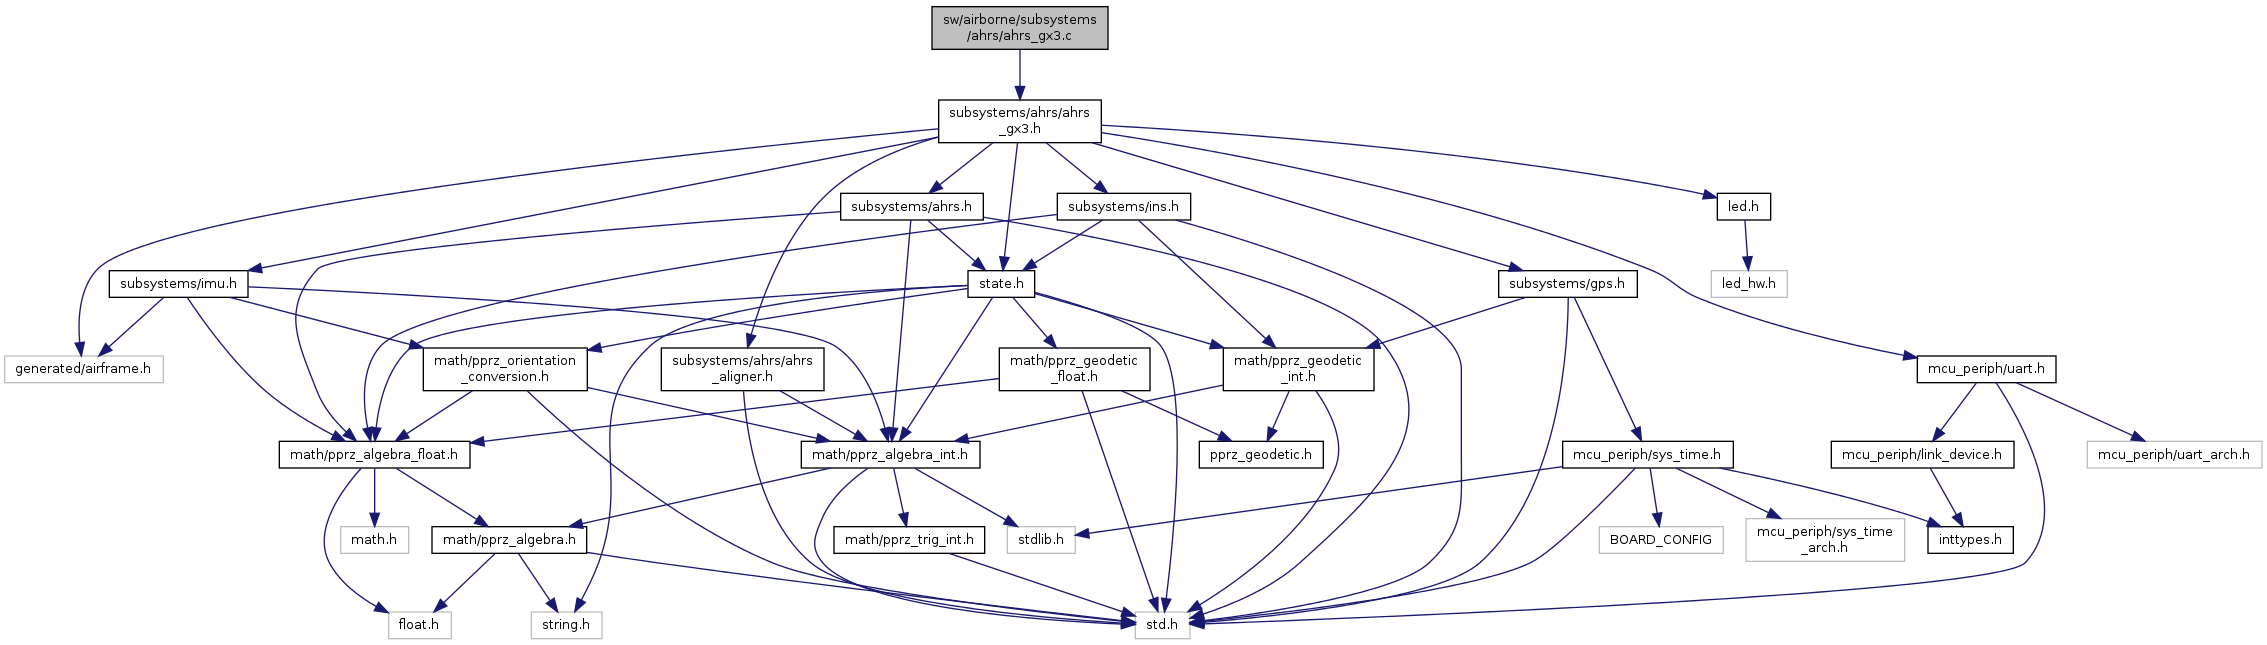 sw/airborne/subsystems
/ahrs/ahrs_gx3.c
subsystems/ahrs/ahrs
_gx3.h
subsystems/ahrs.h
subsystems/ins.h
led.h
subsystems/imu.h
state.h
subsystems/gps.h
led_hw.h
generated/airframe.h
math/pprz_orientation
_conversion.h
subsystems/ahrs/ahrs
_aligner.h
math/pprz_geodetic
_float.h
math/pprz_geodetic
_int.h
mcu_periph/uart.h
math/pprz_algebra_float.h
math/pprz_algebra_int.h
pprz_geodetic.h
mcu_periph/sys_time.h
mcu_periph/link_device.h
mcu_periph/uart_arch.h
math.h
math/pprz_algebra.h
math/pprz_trig_int.h
stdlib.h
BOARD_CONFIG
mcu_periph/sys_time
_arch.h
inttypes.h
float.h
string.h
std.h